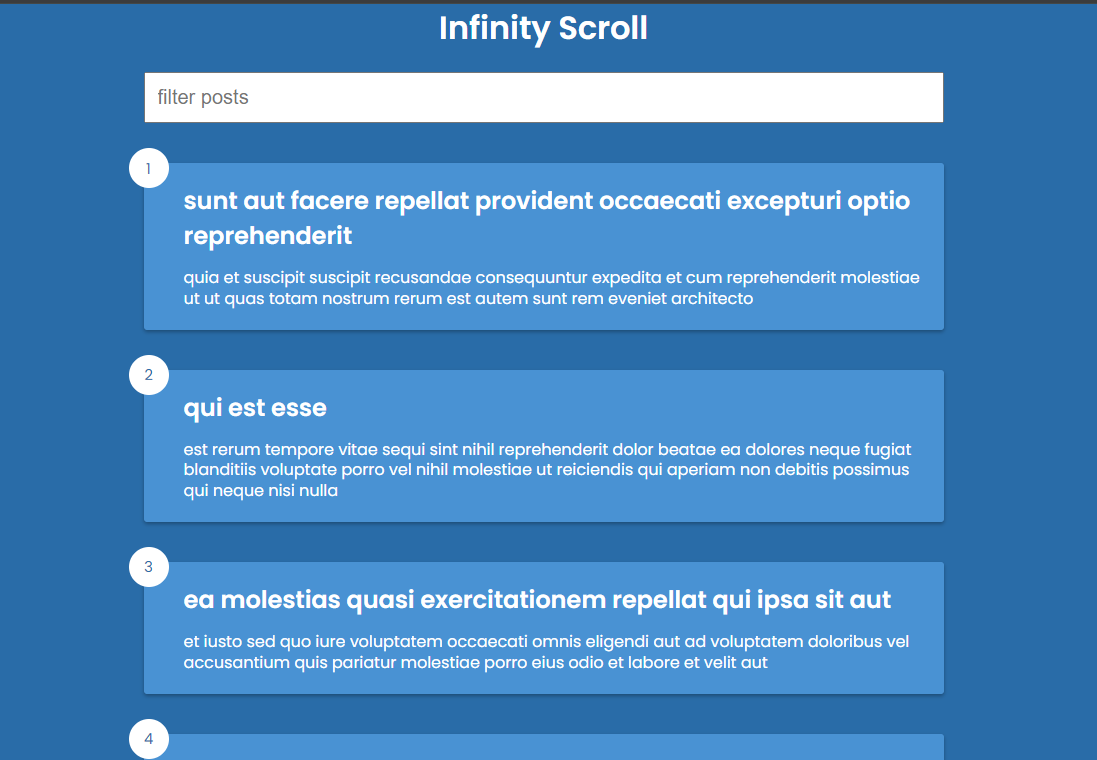 Infinity Scroll
filter posts
1
sunt aut facere repellat provident occaecati excepturi optio
reprehenderit
quia et suscipit suscipit recusandae consequuntur expedita et cum reprehenderit molestiae
ut ut quas totam nostrum rerum est autem sunt rem eveniet architecto
2
qui est esse
est rerum tempore vitae sequi sint nihil reprehenderit dolor beatae ea dolores neque fugiat
blanditiis voluptate porro vel nihil molestiae ut reiciendis qui aperiam non debitis possimus
qui neque nisi nulla
3
ea molestias quasi exercitationem repellat qui ipsa sit aut
et iusto sed quo iure voluptatem occaecati omnis eligendi aut ad voluptatem doloribus vel
accusantium quis pariatur molestiae porro eius odio et labore et velit aut
4